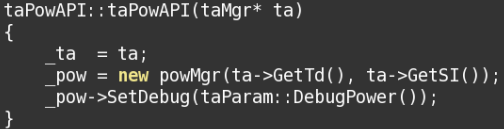 taPowAPI::taPowAPI(taMgr* ta)
{
    _ta  = ta;
    _pow = new powMgr(ta->GetTd(), ta->GetSI());
    _pow->SetDebug(taParam::DebugPower());
}